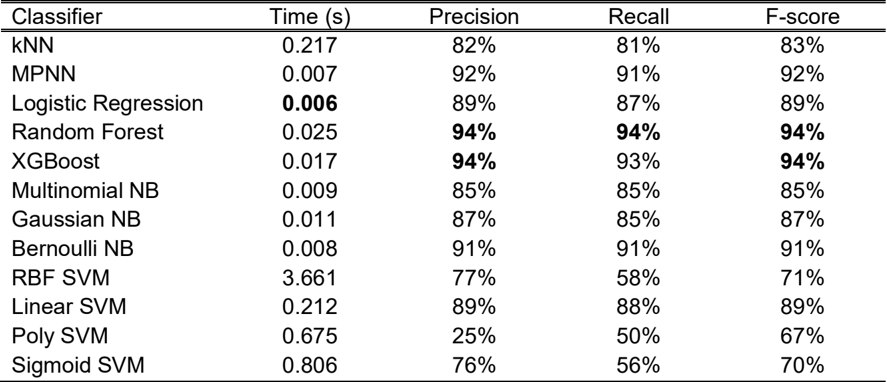 Classifier Time (s) Precision Recall F-score
kNN 0.217 82% 81% 83%
MPNN 0.007 92% 91% 92%
Logistic Regression 0.006 89% 87% 89%
Random Forest 0.025 94% 94% 94%
XGBoost 0.017 94% 93% 94%
Multinomial NB 0.009 85% 85% 85%
Gaussian NB 0.011 87% 85% 87%
Bernoulli NB 0.008 91% 91% 91%
RBF SVM 3.661 77% 58% 71%
Linear SVM 0.212 89% 88% 89%
Poly SVM 0.675 25% 50% 67%
Sigmoid SVM 0.806 76% 56% 70%